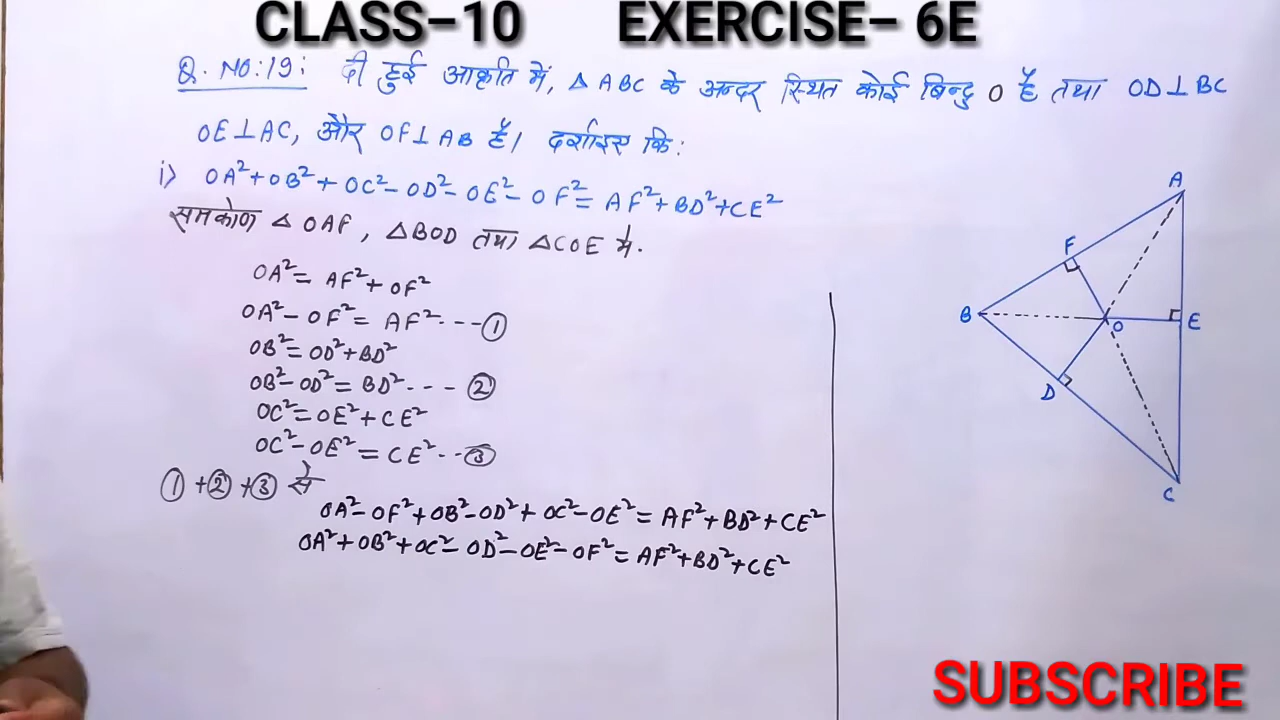 CLASS-10 EXERCISE- 6E
Q. NO:19: दी हुई आकृति में, △ ABC के अन्दर स्थित कोई बिन्दु O है तथा OD⊥BC
OE⊥AC, और OF⊥AB है। दर्शाइए कि:
i) OA²+OB²+OC²-OD²-OE²-OF²= AF²+BD²+CE²
समकोण △ OAF, △BOD तथा △COE में.
OA²= AF²+OF²
OA²-OF²= AF²---①
OB²=OD²+BD²
OB²-OD²=BD²--- ②
OC²=OE²+CE²
OC²-OE²=CE²--③
①+②+③ से
OA²-OF²+OB²-OD²+OC²-OE²=AF²+BD²+CE²
OA²+OB²+OC²-OD²-OE²-OF²=AF²+BD²+CE²
A
F
B
O
E
D
C
SUBSCRIBE